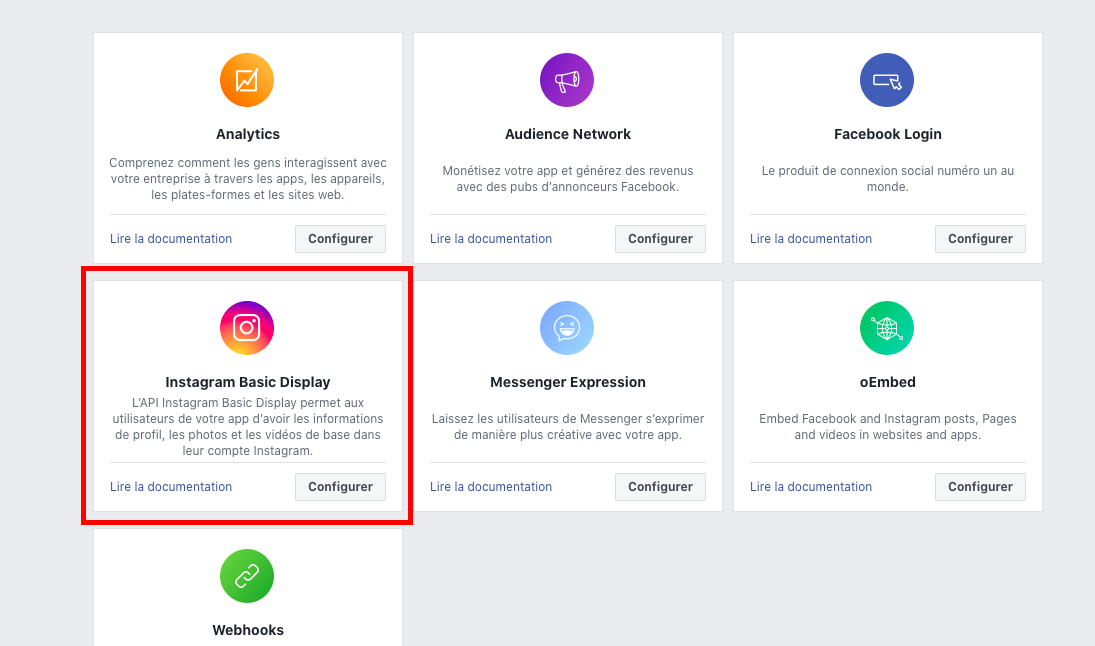 Analytics
Comprenez comment les gens interagissent avec
votre entreprise à travers les apps, les appareils,
les plates-formes et les sites web.
Lire la documentation
Configurer
Audience Network
Monétisez votre app et générez des revenus
avec des pubs d’annonceurs Facebook.
Lire la documentation
Configurer
Facebook Login
Le produit de connexion social numéro un au
monde.
Lire la documentation
Configurer
Instagram Basic Display
L’API Instagram Basic Display permet aux
utilisateurs de votre app d’avoir les informations
de profil, les photos et les vidéos de base dans
leur compte Instagram.
Lire la documentation
Configurer
Messenger Expression
Laissez les utilisateurs de Messenger s’exprimer
de manière plus créative avec votre app.
Lire la documentation
Configurer
oEmbed
Embed Facebook and Instagram posts, Pages
and videos in websites and apps.
Lire la documentation
Configurer
Webhooks